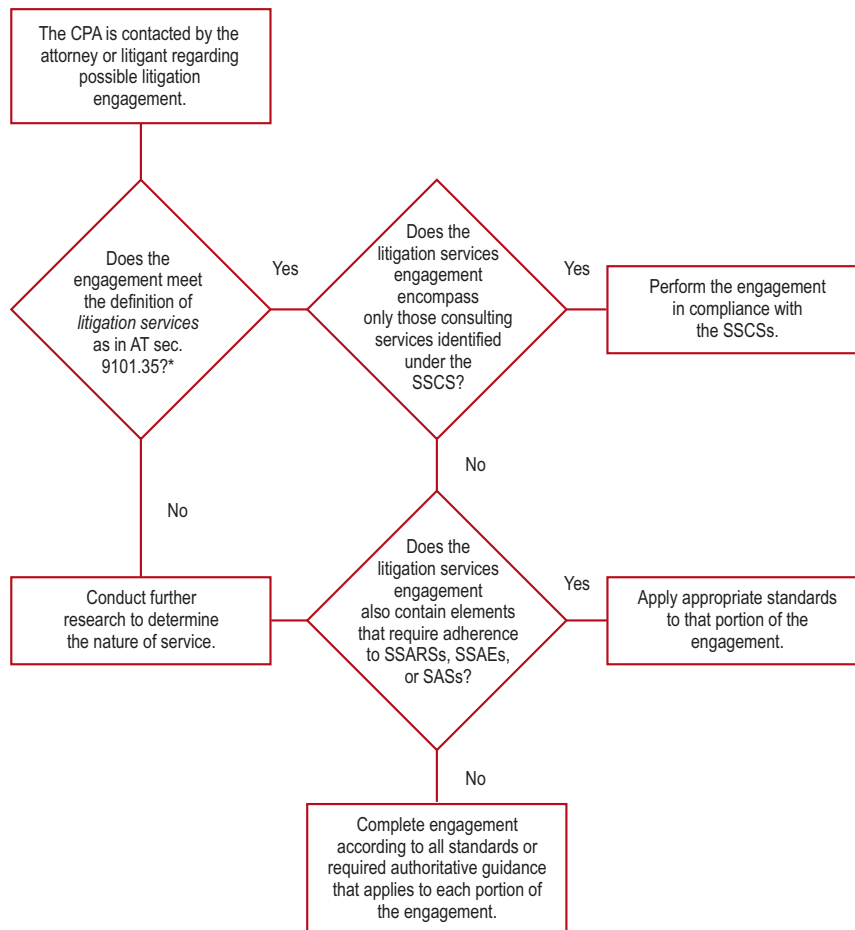 The CPA is contacted by the
attorney or litigant regarding
possible litigation
engagement.
Does the
engagement meet
the definition of
litigation services
as in AT sec.
9101.35?*
Yes
Does the
litigation services
engagement
encompass
only those consulting
services identified
under the
SSCS?
Yes
Perform the engagement
in compliance with
the SSCSs.
No
No
Conduct further
research to determine
the nature of service.
Does the
litigation services
engagement
also contain elements
that require adherence
to SSARSs, SSAEs,
or SASs?
Yes
Apply appropriate standards
to that portion of the
engagement.
No
Complete engagement
according to all standards or
required authoritative guidance
that applies to each portion of
the engagement.